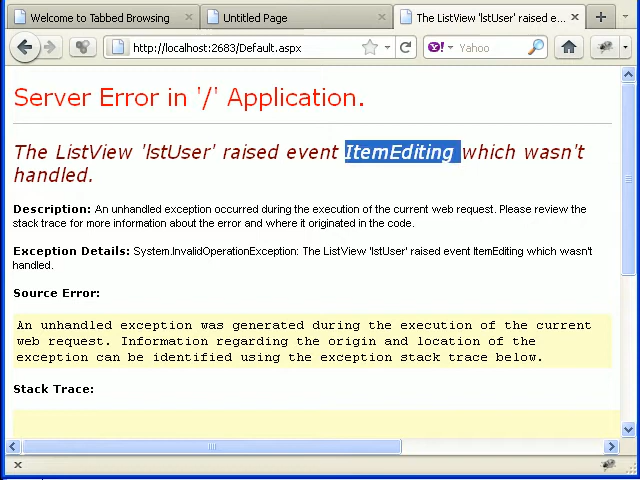 Welcome to Tabbed Browsing
Untitled Page
The ListView 'lstUser' raised e...
http://localhost:2683/Default.aspx
Y!
Yahoo
Server Error in '/' Application.
The ListView 'lstUser' raised event ItemEditing which wasn't
handled.
Description: An unhandled exception occurred during the execution of the current web request. Please review the
stack trace for more information about the error and where it originated in the code.
Exception Details: System.InvalidOperationException: The ListView 'lstUser' raised event ItemEditing which wasn't
handled.
Source Error:
An unhandled exception was generated during the execution of the current
web request. Information regarding the origin and location of the
exception can be identified using the exception stack trace below.
Stack Trace: